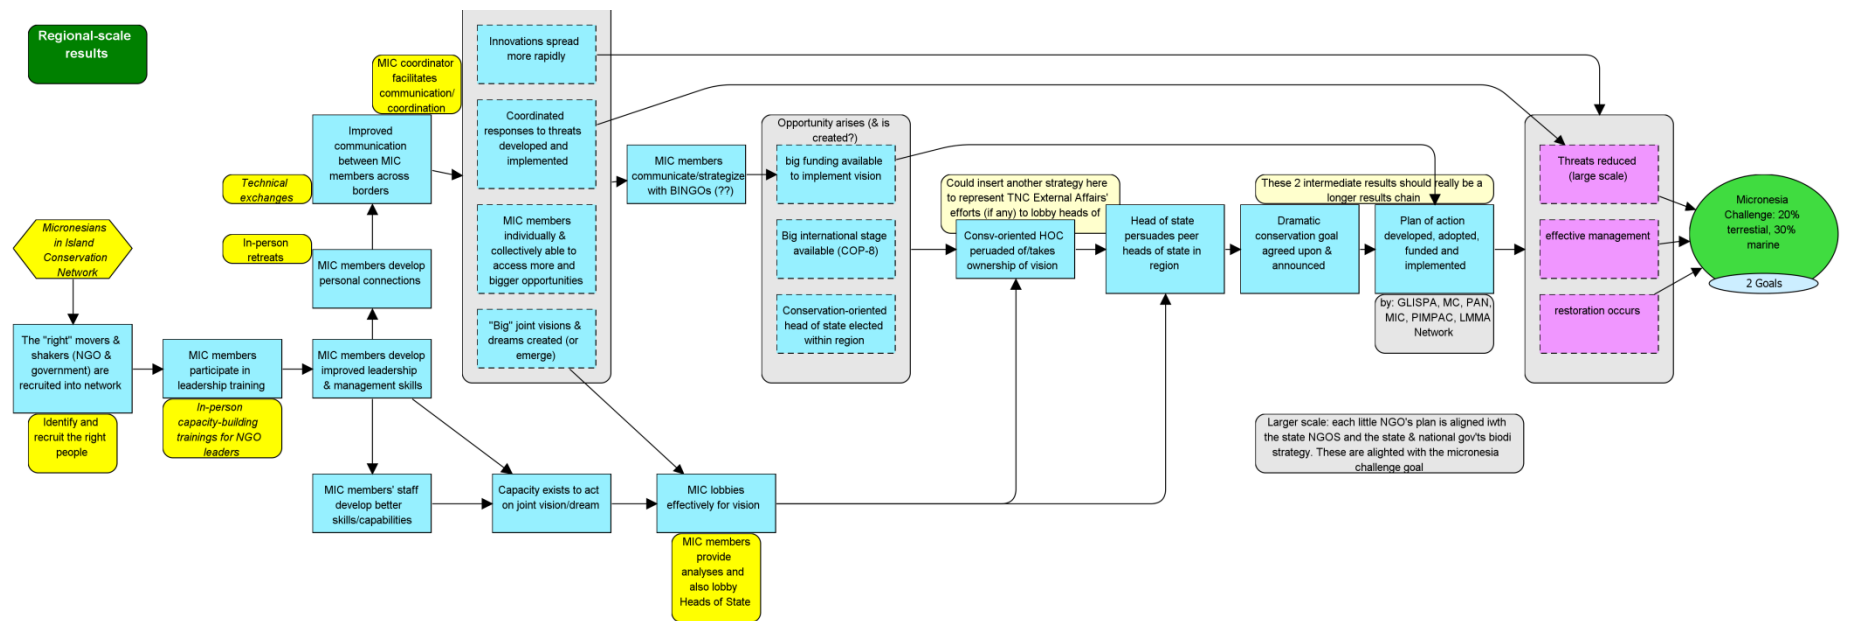 Regional-scale
results
Micronesians
in Island
Conservation
Network
The "right" movers &
shakers (NGO &
government) are
recruited into network
Identify and
recruit the right
people
MIC members
participate in
leadership training
In-person
capacity-building
trainings for NGO
leaders
Technical
exchanges
In-person
retreats
MIC coordinator
facilitates
communication/
coordination
Improved
communication
between MIC
members across
borders
MIC members develop
personal connections
MIC members develop
improved leadership
& management skills
MIC members' staff
develop better
skills/capabilities
Innovations spread
more rapidly
Coordinated
responses to threats
developed and
implemented
MIC members
individually &
collectively able to
access more and
bigger opportunities
"Big" joint visions &
dreams created (or
emerge)
Capacity exists to act
on joint vision/dream
MIC members
communicate/strategize
with BINGOs (??)
MIC lobbies
effectively for vision
MIC members
provide
analyses and
also lobby
Heads of State
Opportunity arises (& is
created?)
big funding available
to implement vision
Big international stage
available (COP-8)
Conservation-oriented
head of state elected
within region
Could insert another strategy here
to represent TNC External Affairs'
efforts (if any) to lobby heads of
Consv-oriented HOC
peruaded of/takes
ownership of vision
Head of state
persuades peer
heads of state in
region
These 2 intermediate results should really be a
longer results chain
Dramatic
conservation goal
agreed upon &
announced
Plan of action
developed, adopted,
funded and
implemented
by: GLISPA, MC, PAN,
MIC, PIMPAC, LMMA
Network
Larger scale: each little NGO's plan is aligned iwth
the state NGOS and the state & national gov'ts biodi
strategy. These are alighted with the micronesia
challenge goal
Threats reduced
(large scale)
effective management
restoration occurs
Micronesia
Challenge: 20%
terrestial, 30%
marine
2 Goals